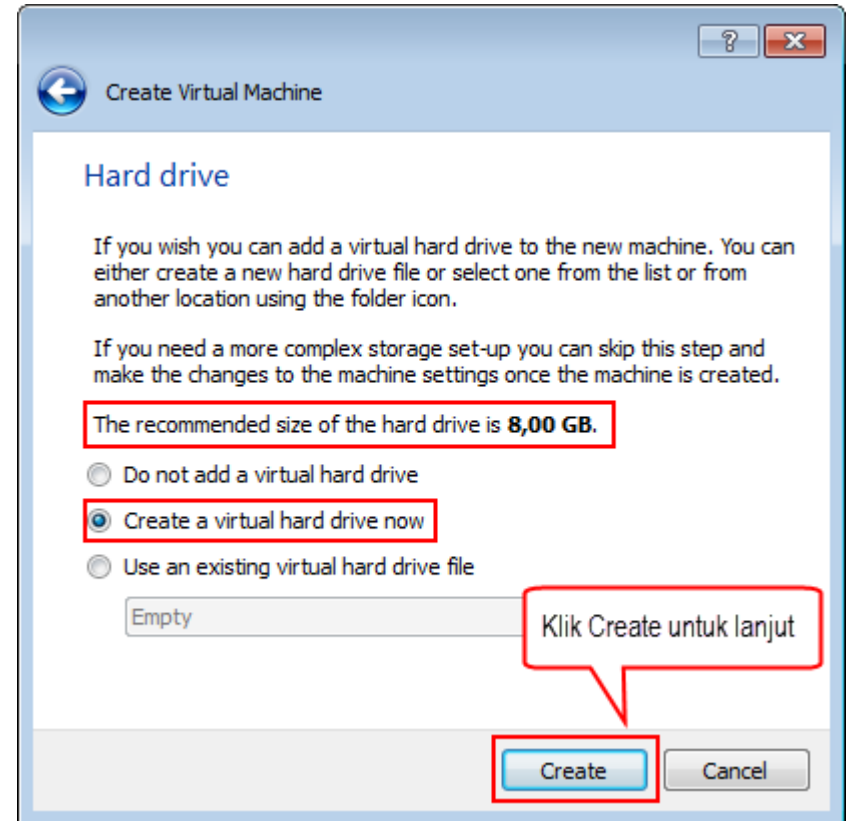 ?
Create Virtual Machine
Hard drive
If you wish you can add a virtual hard drive to the new machine. You can
either create a new hard drive file or select one from the list or from
another location using the folder icon.
If you need a more complex storage set-up you can skip this step and
make the changes to the machine settings once the machine is created.
The recommended size of the hard drive is 8,00 GB.
Do not add a virtual hard drive
Create a virtual hard drive now
Use an existing virtual hard drive file
Empty
Klik Create untuk lanjut
Create
Cancel